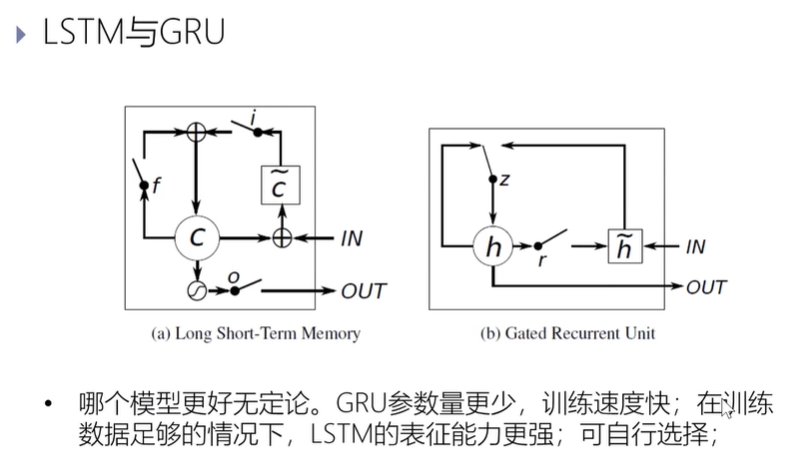 LSTM与GRU
i
f
c̃
c
IN
o
OUT
z
h
r
h̃
IN
OUT
(a) Long Short-Term Memory
(b) Gated Recurrent Unit
• 哪个模型更好无定论。GRU参数量更少，训练速度快；在训练
数据足够的情况下，LSTM的表征能力更强；可自行选择；